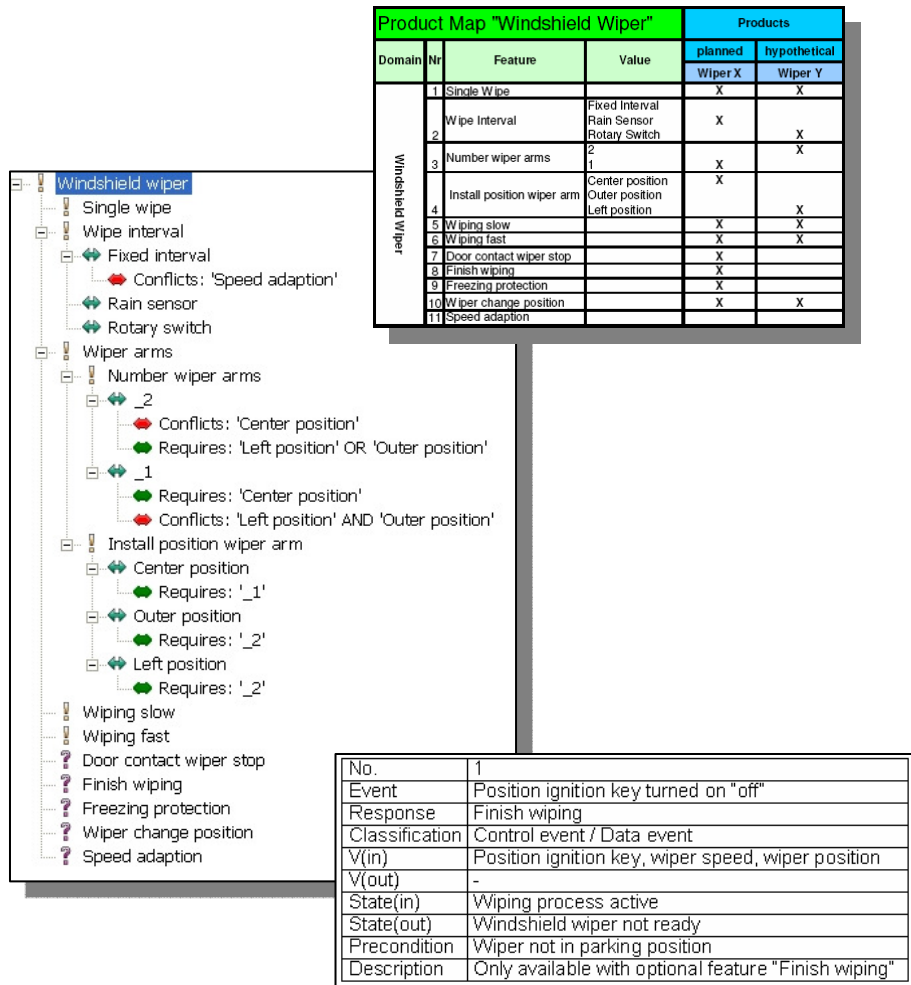 Product Map "Windshield Wiper" Products
planned hypothetical
Domain Nr Feature Value
Wiper X Wiper Y
Windshield Wiper
1 Single Wipe X X
Fixed Interval
Wipe Interval Rain Sensor X
2 Rotary Switch X
Number wiper arms 2 X
3 1 X
Center position X
Install position wiper arm Outer position
4 Left position X
5 Wiping slow X X
6 Wiping fast X X
7 Door contact wiper stop X
8 Finish wiping X
9 Freezing protection X
10 Wiper change position X X
11 Speed adaption
Windshield wiper
Single wipe
Wipe interval
Fixed interval
Conflicts: 'Speed adaption'
Rain sensor
Rotary switch
Wiper arms
Number wiper arms
_2
Conflicts: 'Center position'
Requires: 'Left position' OR 'Outer position'
_1
Requires: 'Center position'
Conflicts: 'Left position' AND 'Outer position'
Install position wiper arm
Center position
Requires: '_1'
Outer position
Requires: '_2'
Left position
Requires: '_2'
Wiping slow
Wiping fast
Door contact wiper stop
Finish wiping
Freezing protection
Wiper change position
Speed adaption
No. 1
Event Position ignition key turned on "off"
Response Finish wiping
Classification Control event / Data event
V(in) Position ignition key, wiper speed, wiper position
V(out) -
State(in) Wiping process active
State(out) Windshield wiper not ready
Precondition Wiper not in parking position
Description Only available with optional feature "Finish wiping"